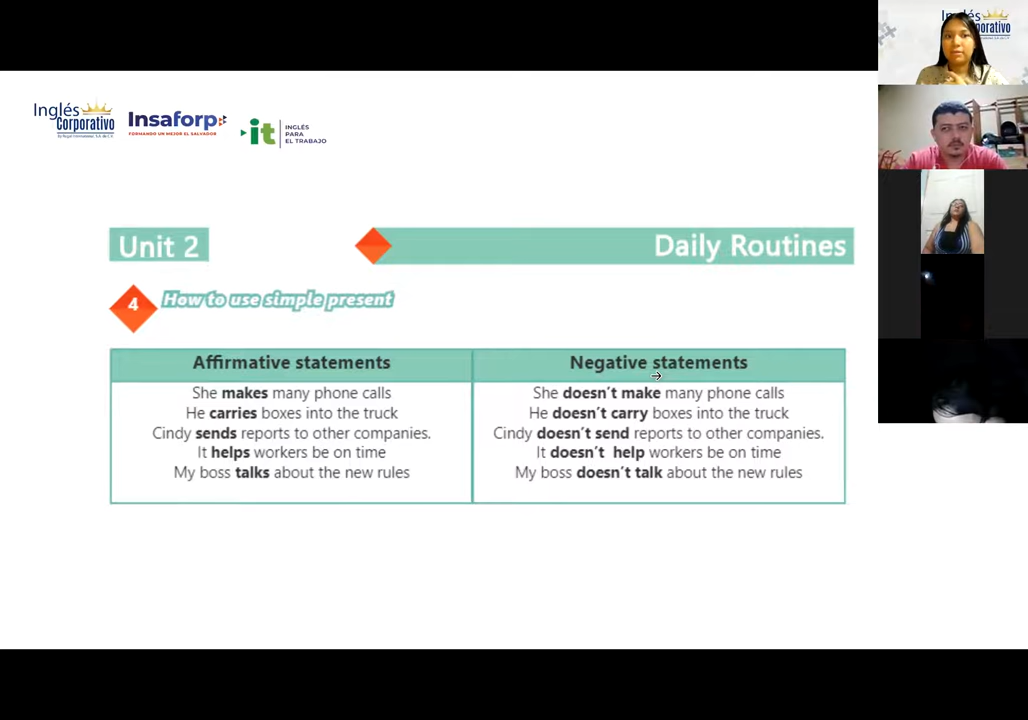 Inglés
Corporativo
Insaforp
FORMANDO UN MEJOR EL SALVADOR
it
INGLÉS
PARA
EL TRABAJO
Unit 2
Daily Routines
4
How to use simple present
Affirmative statements
She makes many phone calls
He carries boxes into the truck
Cindy sends reports to other companies.
It helps workers be on time
My boss talks about the new rules
Negative statements
She doesn't make many phone calls
He doesn't carry boxes into the truck
Cindy doesn't send reports to other companies.
It doesn't help workers be on time
My boss doesn't talk about the new rules